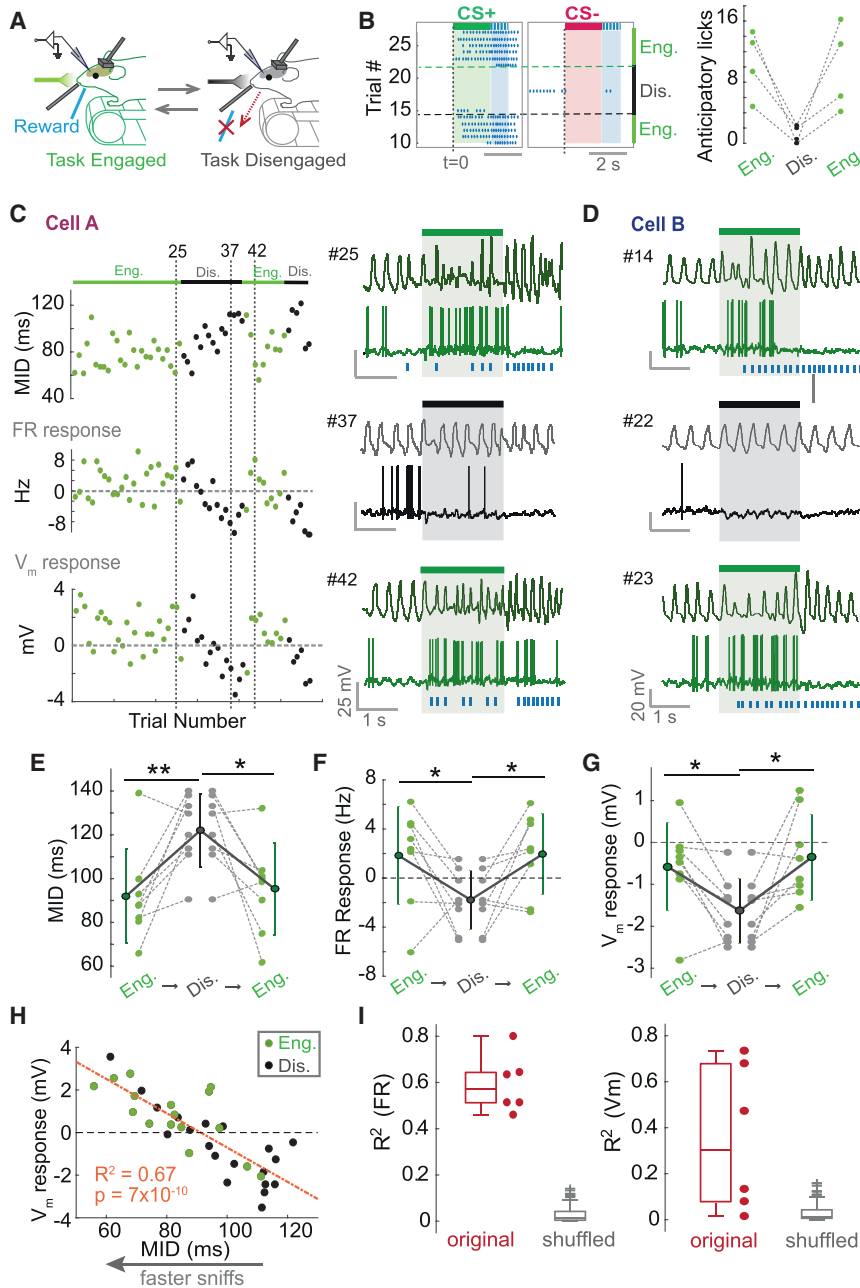 A
Reward
Task Engaged
Task Disengaged
B
CS+
CS-
Trial #
25
20
15
10
Eng.
Dis.
Eng.
t=0
2 s
Anticipatory licks
16
8
0
Eng.
Dis.
Eng.
C
Cell A
25
37
42
Eng.
Dis.
Eng.
Dis.
MID (ms)
120
80
40
FR response
Hz
8
4
0
-4
-8
Vm response
mV
4
2
0
-4
Trial Number
#25
#37
#42
25 mV
1 s
D
Cell B
#14
#22
#23
20 mV
1 s
E
**
*
MID (ms)
140
120
100
80
60
Eng. → Dis. → Eng.
F
*
*
FR Response (Hz)
8
4
0
-4
-8
Eng. → Dis. → Eng.
G
*
*
Vm response (mV)
1
0
-1
-2
-3
Eng. → Dis. → Eng.
H
Eng.
Dis.
Vm response (mV)
4
2
0
-2
-4
R² = 0.67
p = 7x10⁻¹⁰
60
80
100
120
MID (ms)
faster sniffs
I
R² (FR)
0.8
0.6
0.4
0.2
0
original
shuffled
R² (Vm)
0.8
0.6
0.4
0.2
0
original
shuffled